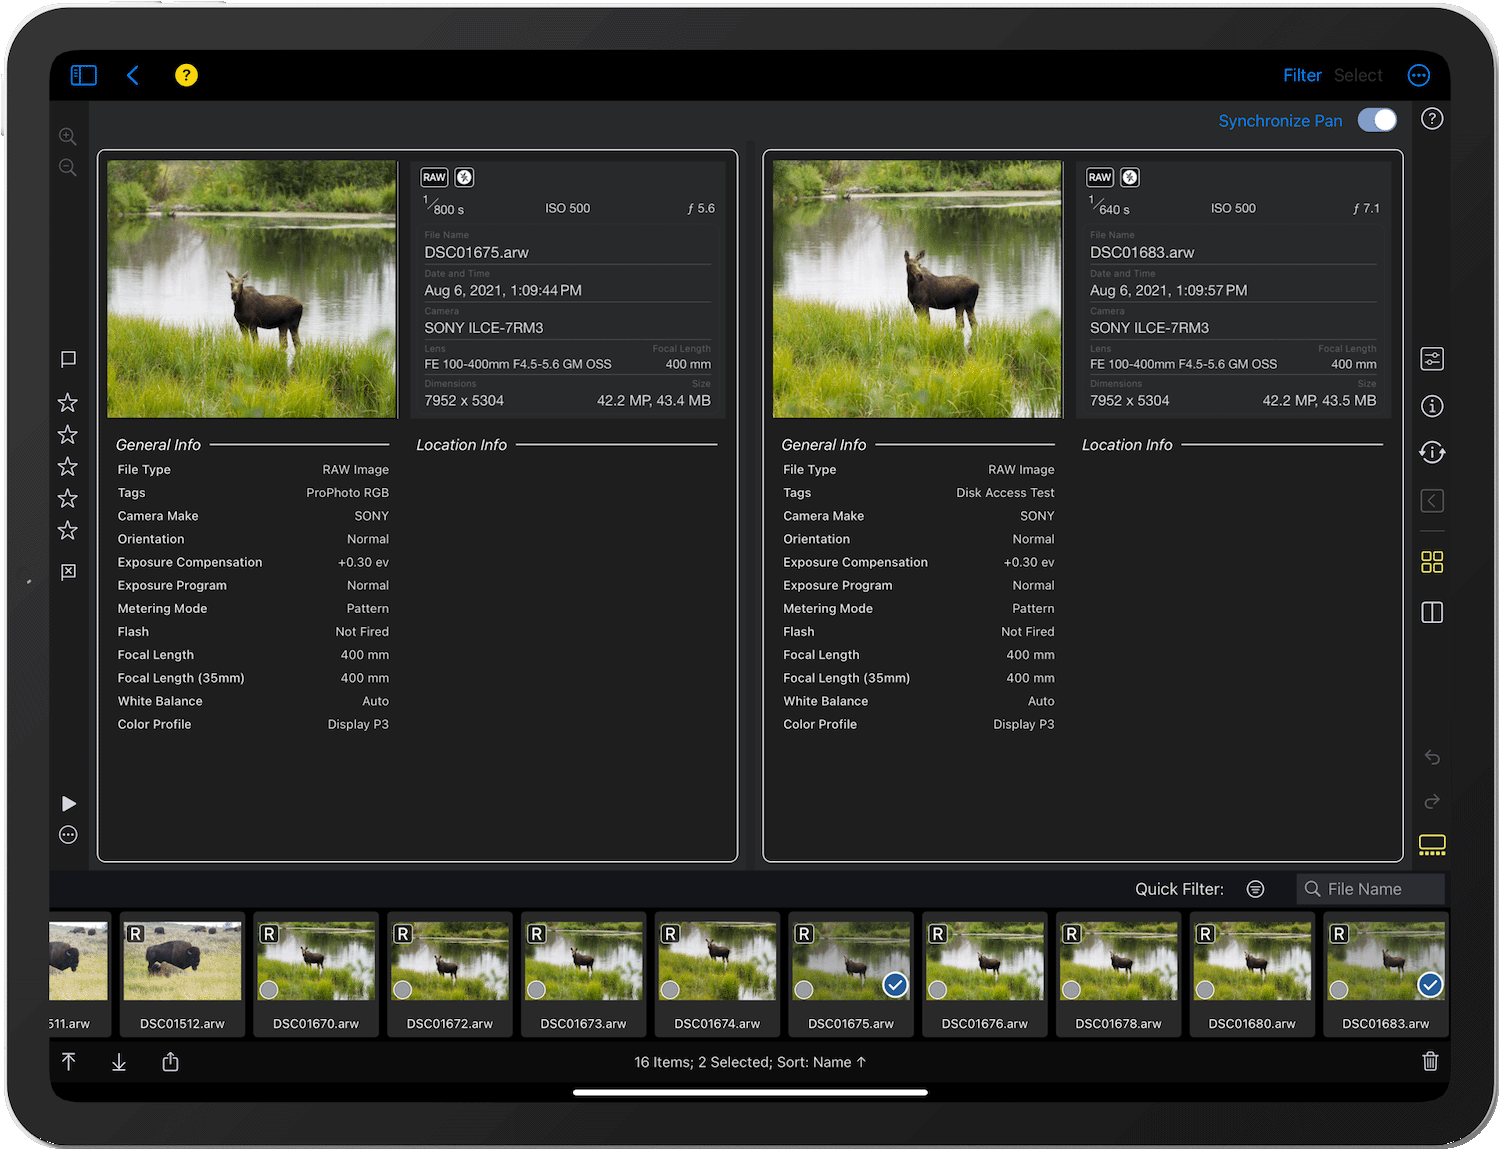 ?
Filter Select
Synchronize Pan
?
RAW
1/800 s ISO 500 ƒ 5.6
File Name
DSC01675.arw
Date and Time
Aug 6, 2021, 1:09:44 PM
Camera
SONY ILCE-7RM3
Lens Focal Length
FE 100-400mm F4.5-5.6 GM OSS 400 mm
Dimensions Size
7952 x 5304 42.2 MP, 43.4 MB
General Info
Location Info
File Type RAW Image
Tags ProPhoto RGB
Camera Make SONY
Orientation Normal
Exposure Compensation +0.30 ev
Exposure Program Normal
Metering Mode Pattern
Flash Not Fired
Focal Length 400 mm
Focal Length (35mm) 400 mm
White Balance Auto
Color Profile Display P3
RAW
1/640 s ISO 500 ƒ 7.1
File Name
DSC01683.arw
Date and Time
Aug 6, 2021, 1:09:57 PM
Camera
SONY ILCE-7RM3
Lens Focal Length
FE 100-400mm F4.5-5.6 GM OSS 400 mm
Dimensions Size
7952 x 5304 42.2 MP, 43.5 MB
General Info
Location Info
File Type RAW Image
Tags Disk Access Test
Camera Make SONY
Orientation Normal
Exposure Compensation +0.30 ev
Exposure Program Normal
Metering Mode Pattern
Flash Not Fired
Focal Length 400 mm
Focal Length (35mm) 400 mm
White Balance Auto
Color Profile Display P3
Quick Filter: File Name
R R R R R R R R R R
511.arw DSC01512.arw DSC01670.arw DSC01672.arw DSC01673.arw DSC01674.arw DSC01675.arw DSC01676.arw DSC01678.arw DSC01680.arw DSC01683.arw
16 Items; 2 Selected; Sort: Name ↑